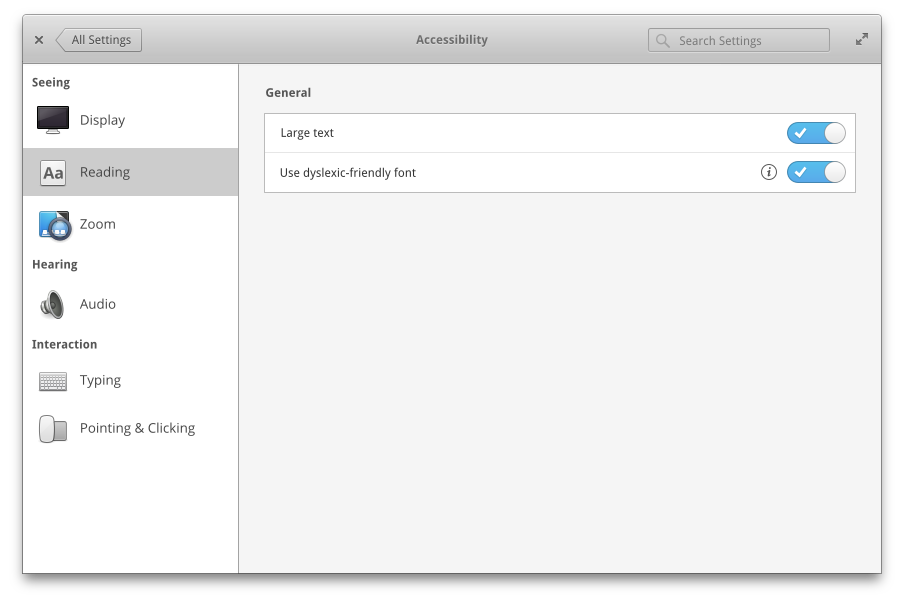 All Settings
Accessibility
Search Settings
Seeing
Display
Aa
Reading
Zoom
Hearing
Audio
Interaction
Typing
Pointing & Clicking
General
Large text
Use dyslexic-friendly font
i